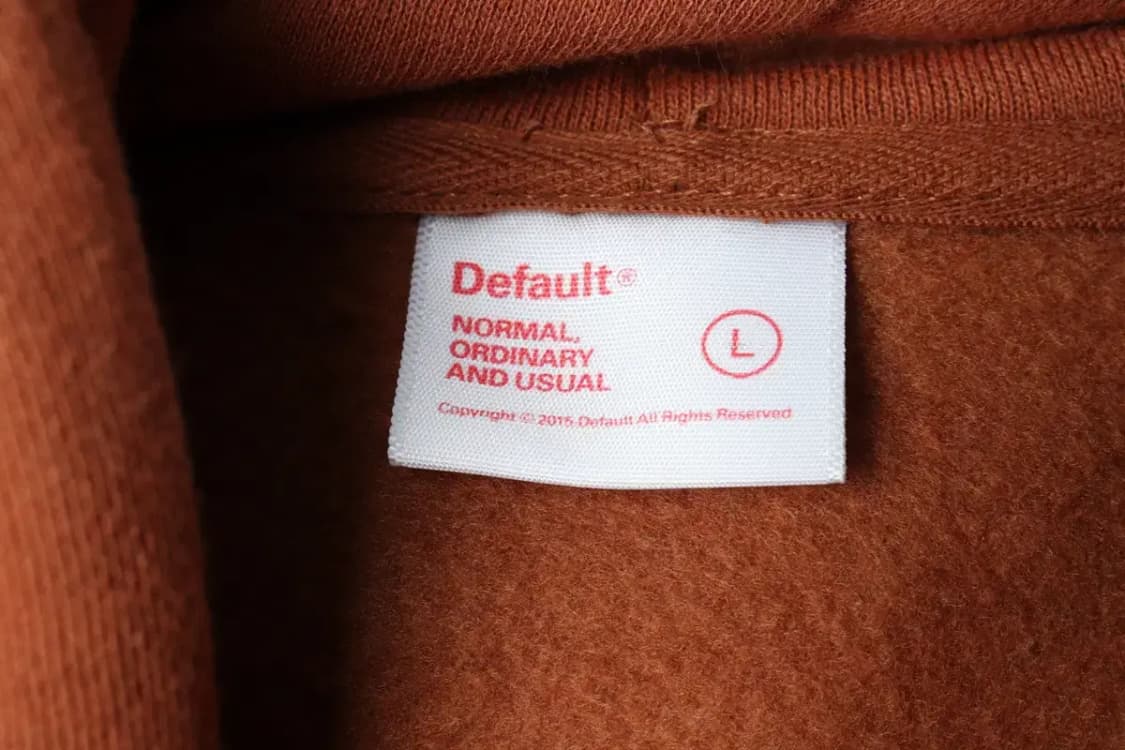 Default®
NORMAL,
ORDINARY
AND USUAL
L
Copyright © 2015 Default All Rights Reserved